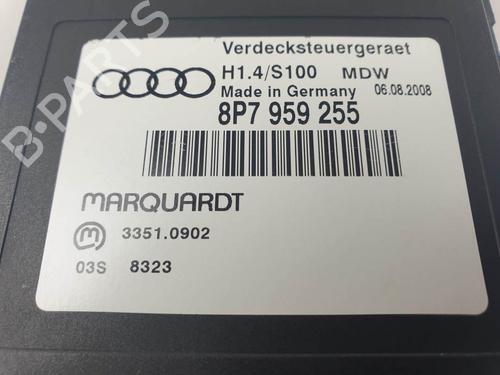 Verdecksteuergeraet
H1.4/S100 MDW
Made in Germany 06.08.2008
8P7 959 255
MARQUARDT
m 3351.0902
03S 8323
B-PARTS